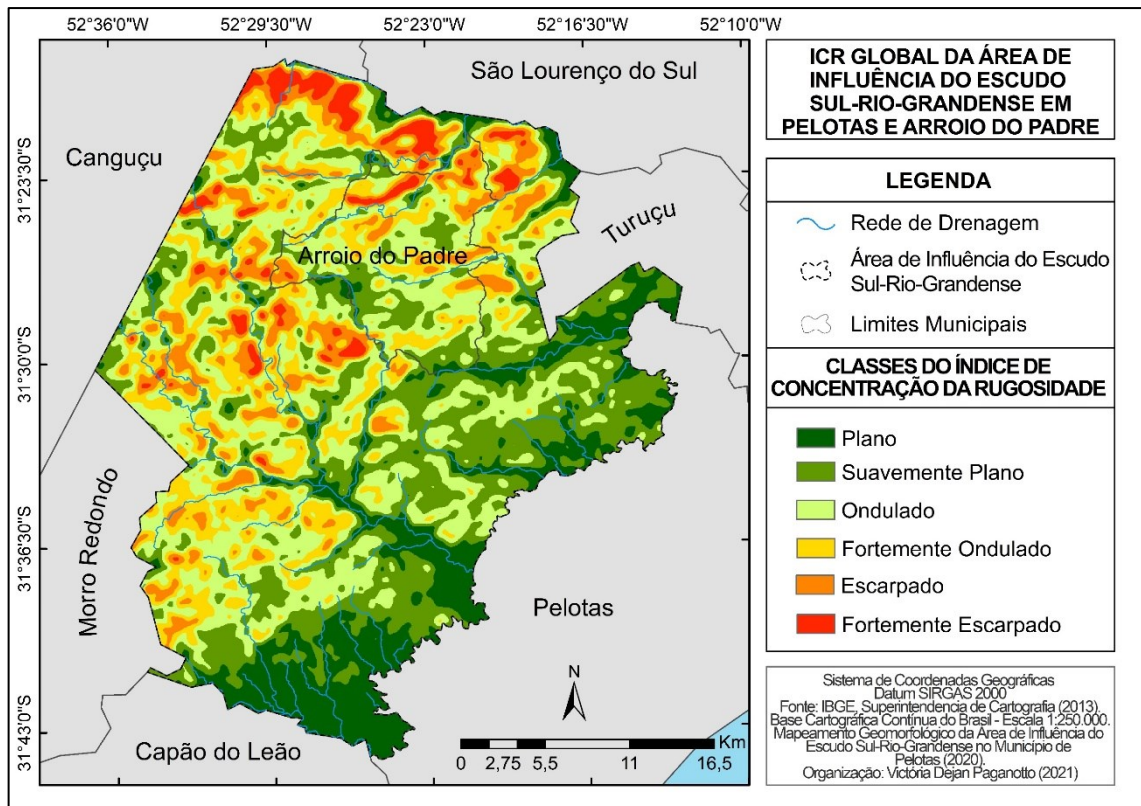 52°36'0"W
52°29'30"W
52°23'0"W
52°16'30"W
52°10'0"W
31°23'30"S
31°30'0"S
31°36'30"S
31°43'0"S
São Lourenço do Sul
Canguçu
Turuçu
Arroio do Padre
Morro Redondo
Pelotas
Capão do Leão
N
Km
0 2,75 5,5 11 16,5
ICR GLOBAL DA ÁREA DE
INFLUÊNCIA DO ESCUDO
SUL-RIO-GRANDENSE EM
PELOTAS E ARROIO DO PADRE
LEGENDA
Rede de Drenagem
Área de Influência do Escudo
Sul-Rio-Grandense
Limites Municipais
CLASSES DO ÍNDICE DE
CONCENTRAÇÃO DA RUGOSIDADE
Plano
Suavemente Plano
Ondulado
Fortemente Ondulado
Escarpado
Fortemente Escarpado
Sistema de Coordenadas Geográficas
Datum SIRGAS 2000
Fonte: IBGE, Superintendencia de Cartografia (2013).
Base Cartográfica Contínua do Brasil - Escala 1:250.000.
Mapeamento Geomorfológico da Área de Influência do
Escudo Sul-Rio-Grandense no Município de
Pelotas (2020).
Organização: Victória Dejan Paganotto (2021)